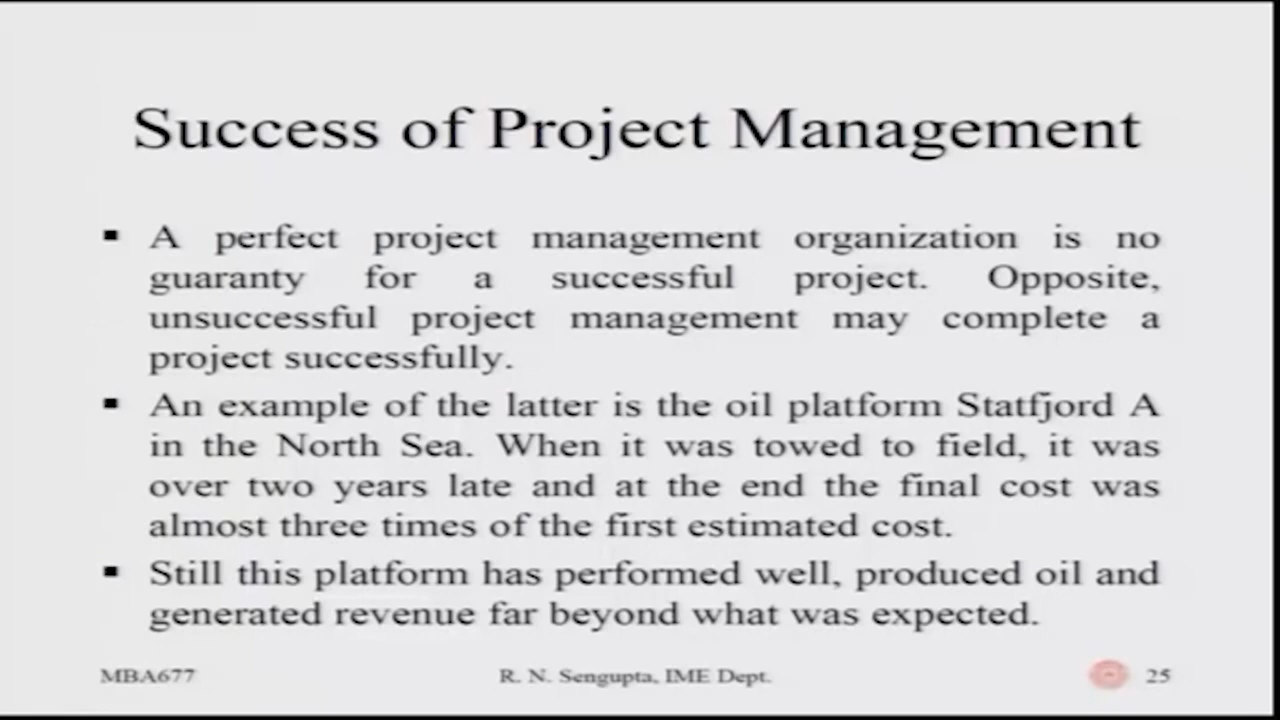 Success of Project Management
▪ A perfect project management organization is no
guaranty for a successful project. Opposite,
unsuccessful project management may complete a
project successfully.
▪ An example of the latter is the oil platform Statfjord A
in the North Sea. When it was towed to field, it was
over two years late and at the end the final cost was
almost three times of the first estimated cost.
▪ Still this platform has performed well, produced oil and
generated revenue far beyond what was expected.
MBA677 R. N. Sengupta, IME Dept. 25